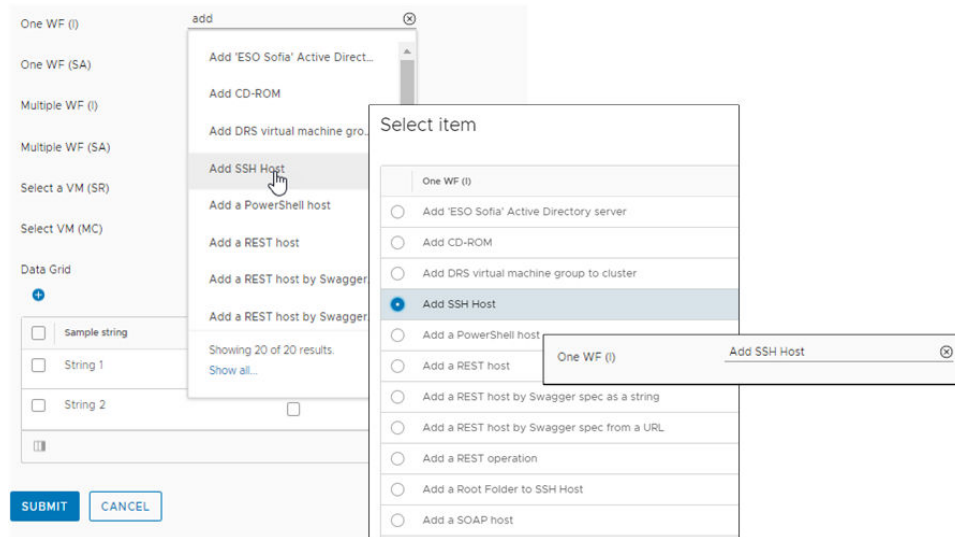 One WF (I)
add
One WF (SA)
Multiple WF (I)
Multiple WF (SA)
Select a VM (SR)
Select VM (MC)
Data Grid
Sample string
String 1
String 2
SUBMIT
CANCEL
Add 'ESO Sofia' Active Direct...
Add CD-ROM
Add DRS virtual machine gro...
Add SSH Host
Add a PowerShell host
Add a REST host
Add a REST host by Swagger
Add a REST host by Swagger
Showing 20 of 20 results.
Show all...
Select item
One WF (I)
Add 'ESO Sofia' Active Directory server
Add CD-ROM
Add DRS virtual machine group to cluster
Add SSH Host
Add a PowerShell host
Add a REST host
Add a REST host by Swagger spec as a string
Add a REST host by Swagger spec from a URL
Add a REST operation
Add a Root Folder to SSH Host
Add a SOAP host
One WF (I)
Add SSH Host